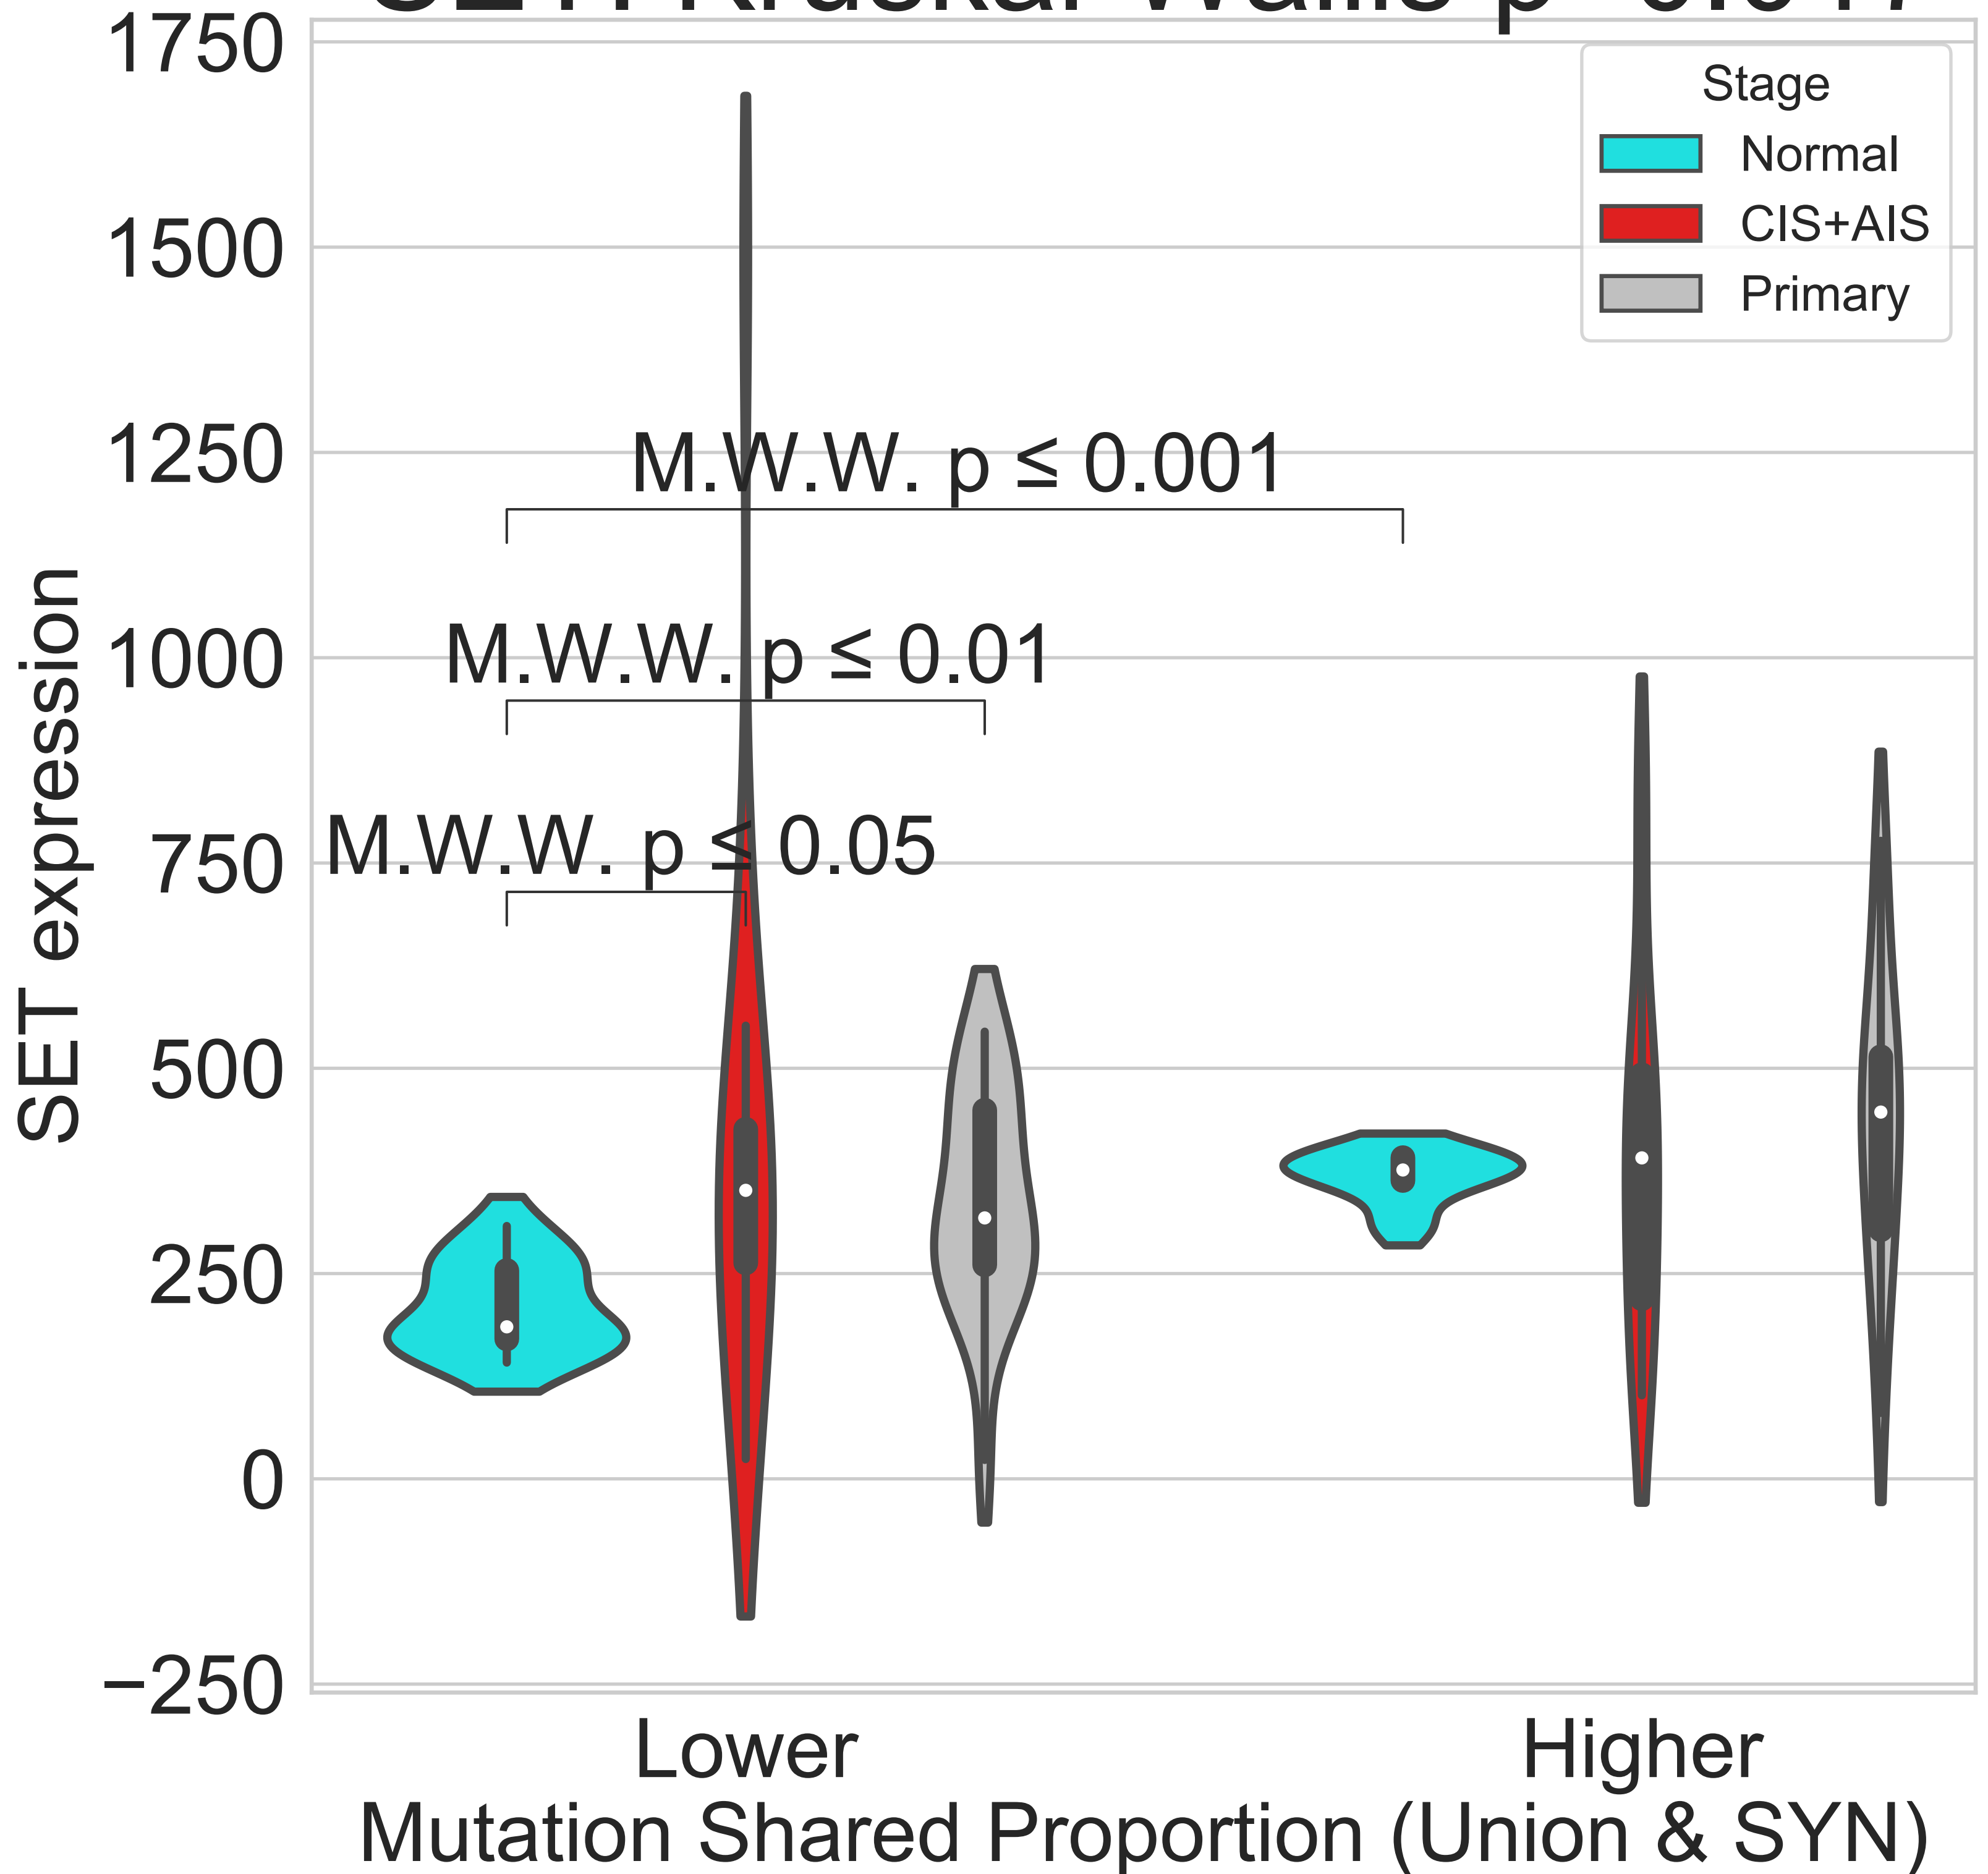 1750
1500
1250
1000
750
500
250
0
−250
SET expression
Stage
Normal
CIS+AIS
Primary
M.W.W. p ≤ 0.001
M.W.W. p ≤ 0.01
M.W.W. p ≤ 0.05
Lower
Higher
Mutation Shared Proportion (Union & SYN)